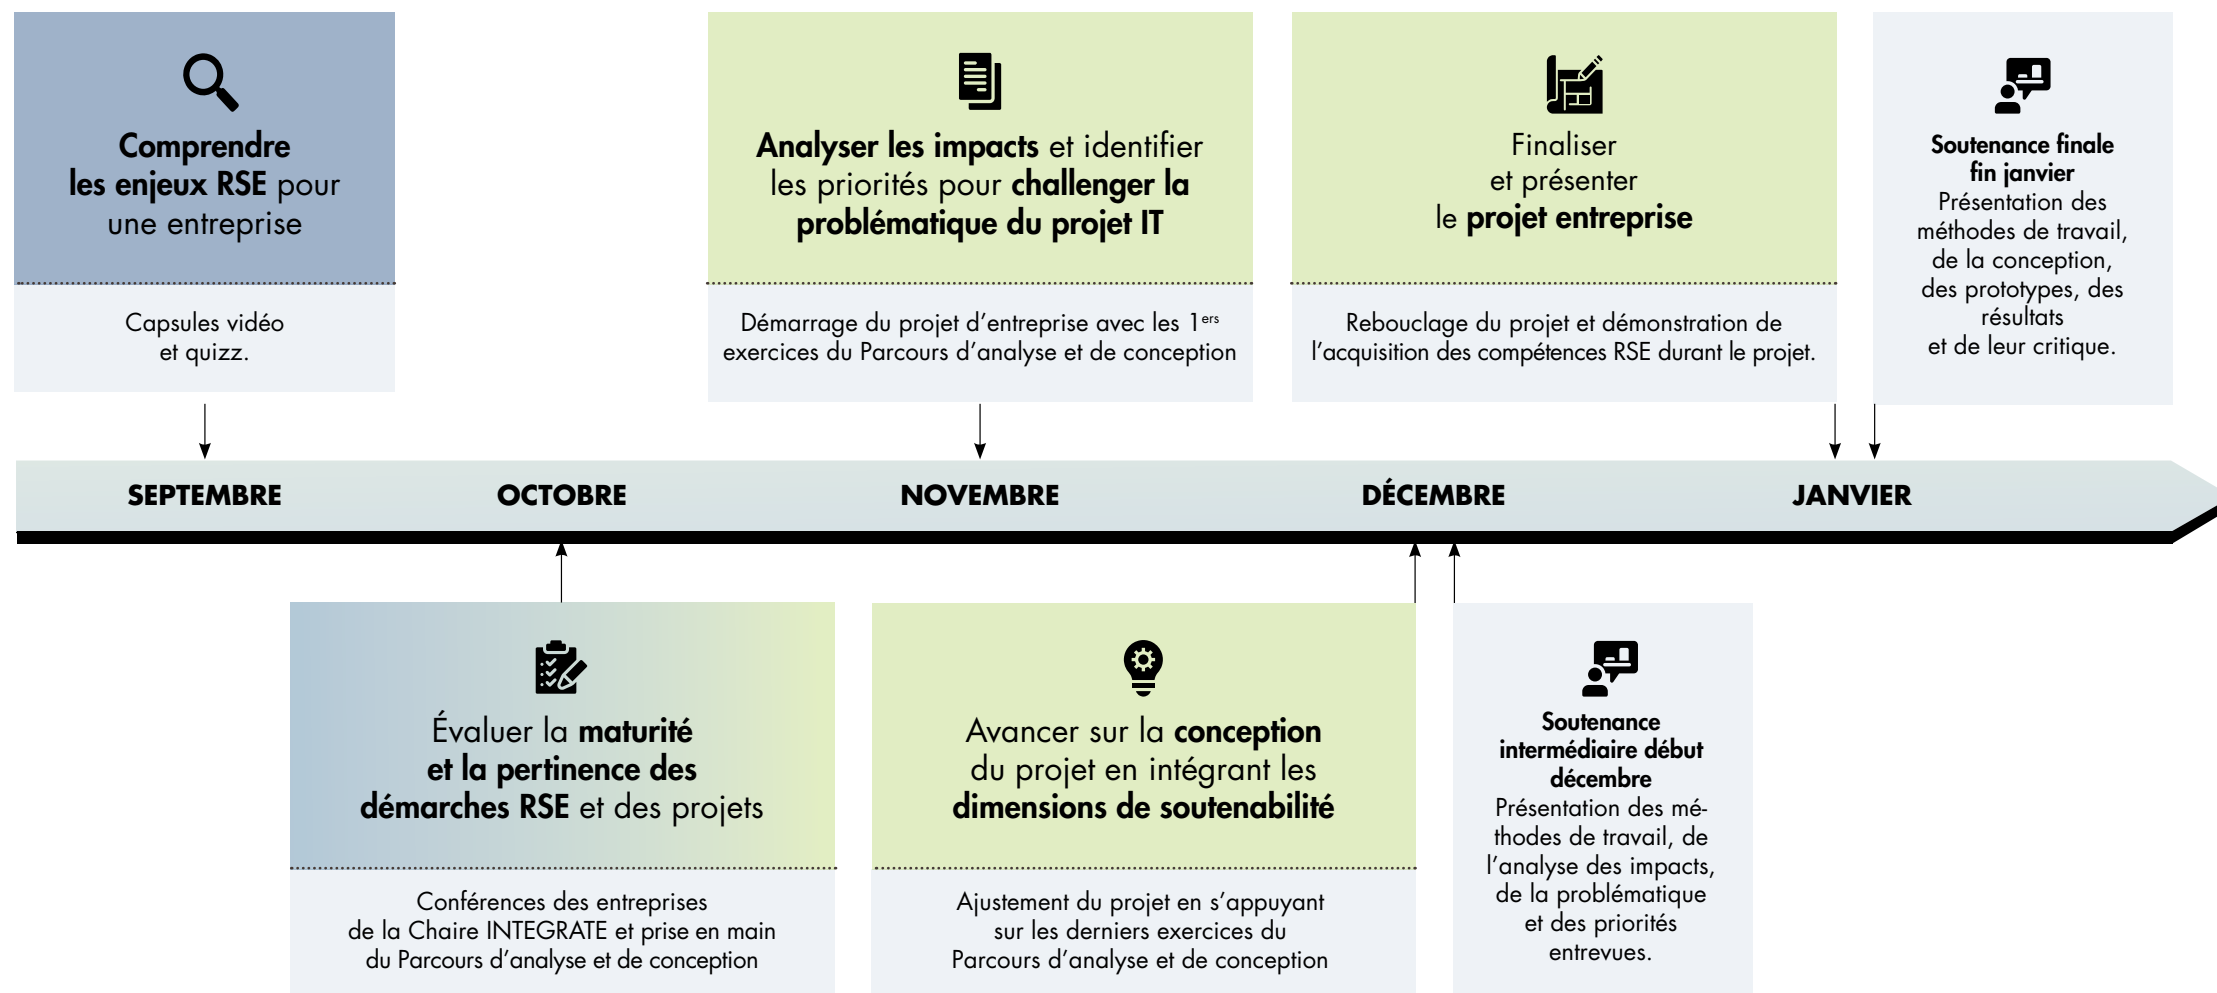 Comprendre
les enjeux RSE pour
une entreprise
Capsules vidéo
et quizz.
Analyser les impacts et identifier
les priorités pour challenger la
problématique du projet IT
Démarrage du projet d’entreprise avec les 1ers
exercices du Parcours d’analyse et de conception
Finaliser
et présenter
le projet entreprise
Rebouclage du projet et démonstration de
l’acquisition des compétences RSE durant le projet.
Soutenance finale
fin janvier
Présentation des
méthodes de travail,
de la conception,
des prototypes, des
résultats
et de leur critique.
SEPTEMBRE
OCTOBRE
NOVEMBRE
DÉCEMBRE
JANVIER
Évaluer la maturité
et la pertinence des
démarches RSE et des projets
Conférences des entreprises
de la Chaire INTEGRATE et prise en main
du Parcours d’analyse et de conception
Avancer sur la conception
du projet en intégrant les
dimensions de soutenabilité
Ajustement du projet en s’appuyant
sur les derniers exercices du
Parcours d’analyse et de conception
Soutenance
intermédiaire début
décembre
Présentation des mé-
thodes de travail, de
l’analyse des impacts,
de la problématique
et des priorités
entrevues.